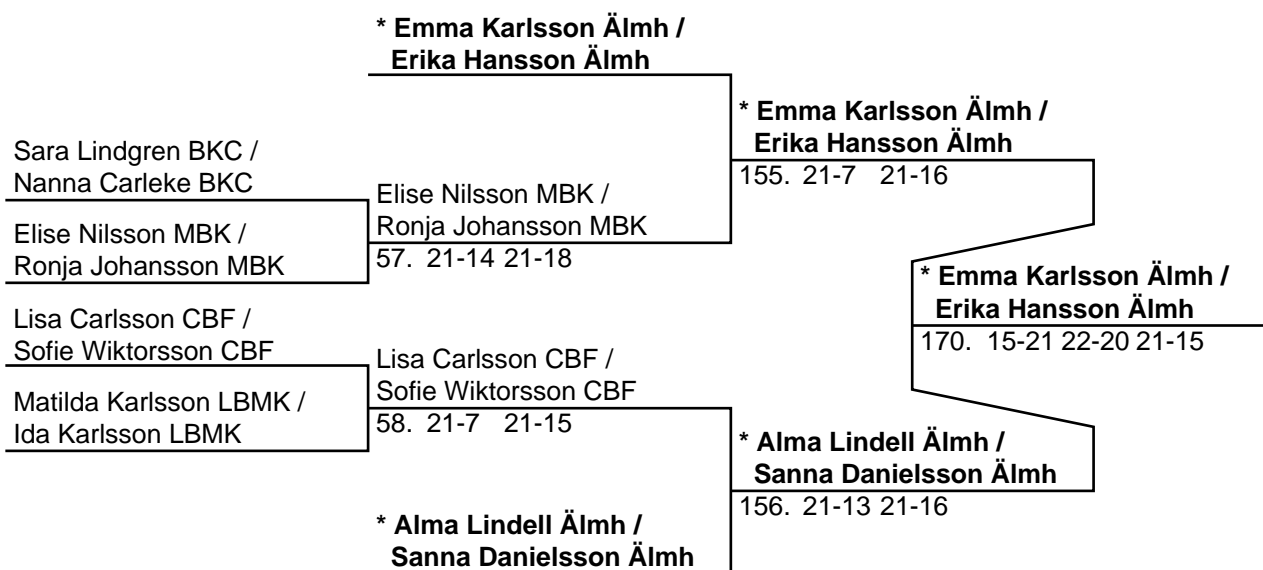 * Emma Karlsson Älmh /
Erika Hansson Älmh
* Emma Karlsson Älmh /
Erika Hansson Älmh
155. 21-7 21-16
Sara Lindgren BKC /
Nanna Carleke BKC
Elise Nilsson MBK /
Ronja Johansson MBK
57. 21-14 21-18
Elise Nilsson MBK /
Ronja Johansson MBK
* Emma Karlsson Älmh /
Erika Hansson Älmh
170. 15-21 22-20 21-15
Lisa Carlsson CBF /
Sofie Wiktorsson CBF
Lisa Carlsson CBF /
Sofie Wiktorsson CBF
58. 21-7 21-15
Matilda Karlsson LBMK /
Ida Karlsson LBMK
* Alma Lindell Älmh /
Sanna Danielsson Älmh
156. 21-13 21-16
* Alma Lindell Älmh /
Sanna Danielsson Älmh